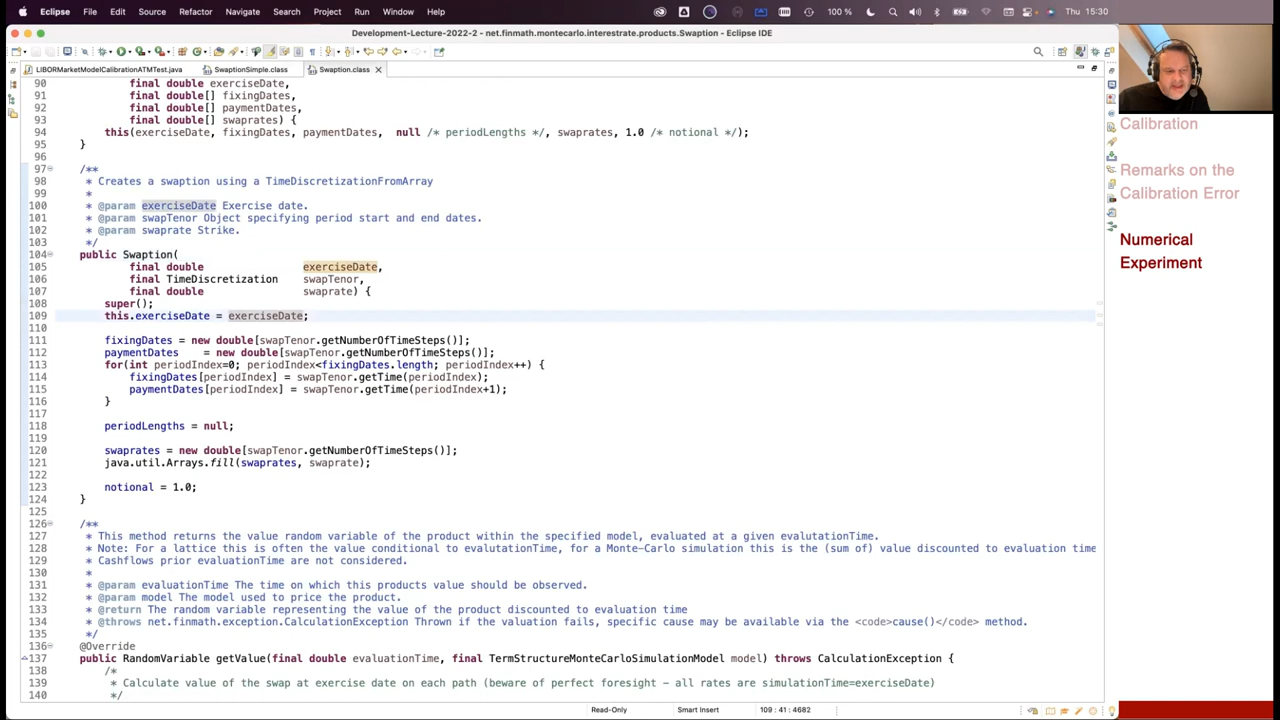 Eclipse File Edit Source Refactor Navigate Search Project Run Window Help 100 % Thu 15:30
Development-Lecture-2022-2 - net.finmath.montecarlo.interestrate.products.Swaption - Eclipse IDE
LIBORMarketModelCalibrationATMTest.java SwaptionSimple.class Swaption.class
90 final double exerciseDate,
91 final double[] fixingDates,
92 final double[] paymentDates,
93 final double[] swaprates) {
94 this(exerciseDate, fixingDates, paymentDates, null /* periodLengths */, swaprates, 1.0 /* notional */);
95 }
96
97 /**
98 * Creates a swaption using a TimeDiscretizationFromArray
99 *
100 * @param exerciseDate Exercise date.
101 * @param swapTenor Object specifying period start and end dates.
102 * @param swaprate Strike.
103 */
104 public Swaption(
105 final double exerciseDate,
106 final TimeDiscretization swapTenor,
107 final double swaprate) {
108 super();
109 this.exerciseDate = exerciseDate;
110
111 fixingDates = new double[swapTenor.getNumberOfTimeSteps()];
112 paymentDates = new double[swapTenor.getNumberOfTimeSteps()];
113 for(int periodIndex=0; periodIndex<fixingDates.length; periodIndex++) {
114 fixingDates[periodIndex] = swapTenor.getTime(periodIndex);
115 paymentDates[periodIndex] = swapTenor.getTime(periodIndex+1);
116 }
117
118 periodLengths = null;
119
120 swaprates = new double[swapTenor.getNumberOfTimeSteps()];
121 java.util.Arrays.fill(swaprates, swaprate);
122
123 notional = 1.0;
124 }
125
126 /**
127 * This method returns the value random variable of the product within the specified model, evaluated at a given evalutationTime.
128 * Note: For a lattice this is often the value conditional to evalutationTime, for a Monte-Carlo simulation this is the (sum of) value discounted to evaluation time
129 * Cashflows prior evaluationTime are not considered.
130 *
131 * @param evaluationTime The time on which this products value should be observed.
132 * @param model The model used to price the product.
133 * @return The random variable representing the value of the product discounted to evaluation time
134 * @throws net.finmath.exception.CalculationException Thrown if the valuation fails, specific cause may be available via the <code>cause()</code> method.
135 */
136 @Override
137 public RandomVariable getValue(final double evaluationTime, final TermStructureMonteCarloSimulationModel model) throws CalculationException {
138 /*
139 * Calculate value of the swap at exercise date on each path (beware of perfect foresight - all rates are simulationTime=exerciseDate)
140 */
Read-Only Smart Insert 109 : 41 : 4682
Calibration
Remarks on the
Calibration Error
Numerical
Experiment